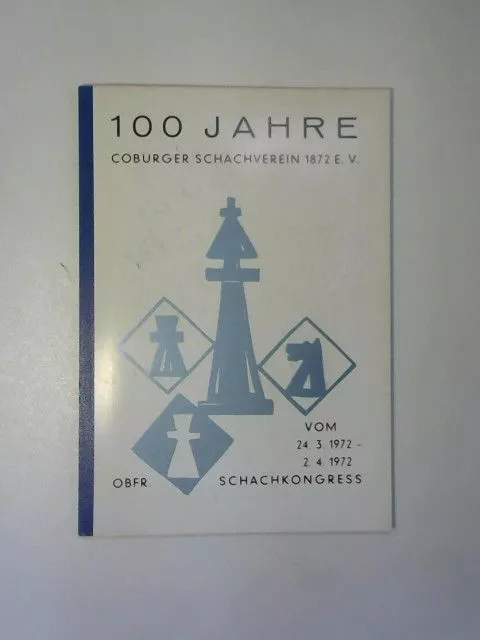 100 JAHRE
COBURGER SCHACHVEREIN 1872 E. V.
VOM
24. 3. 1972 -
2. 4. 1972
OBFR. SCHACHKONGRESS